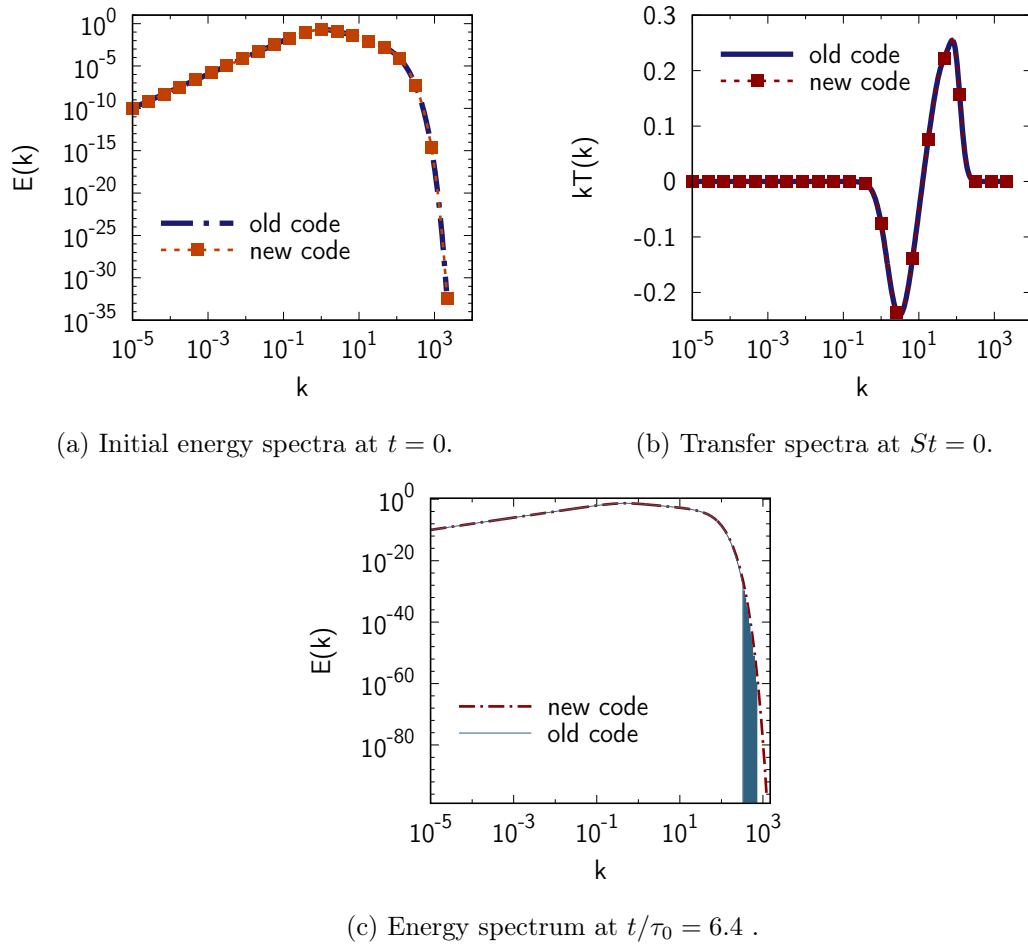 10^0
10^-5
10^-10
10^-15
10^-20
10^-25
10^-30
10^-35
E(k)
old code
new code
10^-5 10^-3 10^-1 10^1 10^3
k
(a) Initial energy spectra at t = 0.
0.3
0.2
0.1
0
-0.1
-0.2
kT(k)
old code
new code
10^-5 10^-3 10^-1 10^1 10^3
k
(b) Transfer spectra at St = 0.
10^0
10^-20
10^-40
10^-60
10^-80
E(k)
new code
old code
10^-5 10^-3 10^-1 10^1 10^3
k
(c) Energy spectrum at t/τ₀ = 6.4 .